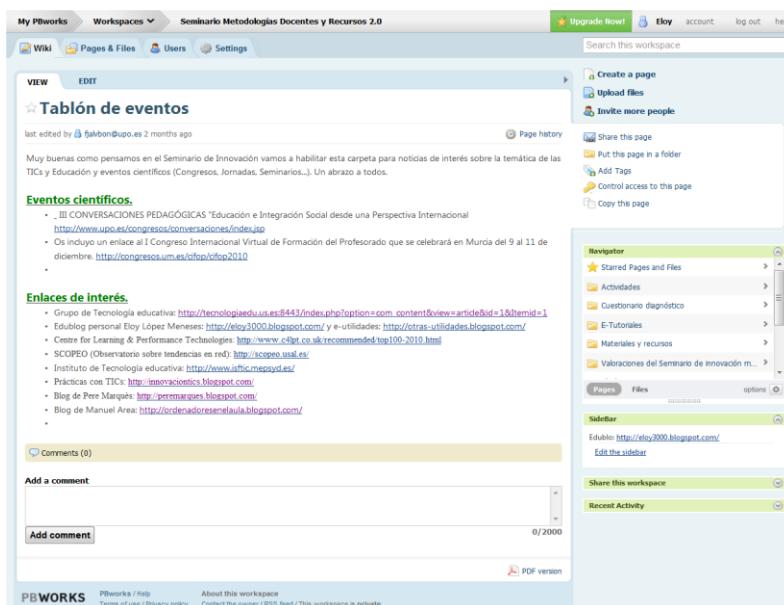 My PBworks Workspaces Seminario Metodologías Docentes y Recursos 2.0 Upgrade Now! Eloy account log out he
Wiki Pages & Files Users Settings Search this workspace
VIEW EDIT
Tablón de eventos
last edited by fjalvbon@upo.es 2 months ago Page history
Muy buenas como pensamos en el Seminario de Innovación vamos a habilitar esta carpeta para noticias de interés sobre la temática de las
TICs y Educación y eventos científicos (Congresos, Jornadas, Seminarios...). Un abrazo a todos.
Eventos científicos.
III CONVERSACIONES PEDAGÓGICAS "Educación e Integración Social desde una Perspectiva Internacional
http://www.upo.es/congresos/conversaciones/index.jsp
Os incluyo un enlace al I Congreso Internacional Virtual de Formación del Profesorado que se celebrará en Murcia del 9 al 11 de
diciembre. http://congresos.um.es/cifop/cifop2010
Enlaces de interés.
Grupo de Tecnología educativa: http://tecnologiaedu.us.es:8443/index.php?option=com_content&view=article&id=1&Itemid=1
Edublog personal Eloy López Meneses: http://eloy3000.blogspot.com/ y e-utilidades: http://otras-utilidades.blogspot.com/
Centre for Learning & Performance Technologies: http://www.c4lpt.co.uk/recommended/top100-2010.html
SCOPEO (Observatorio sobre tendencias en red): http://scopeo.usal.es/
Instituto de Tecnología educativa: http://www.isftic.mepsyd.es/
Prácticas con TICs: http://innovaciontics.blogspot.com/
Blog de Pere Marquès: http://peremarques.blogspot.com/
Blog de Manuel Area: http://ordenadoresenelaula.blogspot.com/
Comments (0)
Add a comment
Add comment 0/2000
PDF version
PBWORKS PBworks / Help About this workspace
Terms of use / Privacy policy Contact the owner / RSS feed / This workspace is private
Create a page
Upload files
Invite more people
Share this page
Put this page in a folder
Add Tags
Control access to this page
Copy this page
Navigator
Starred Pages and Files
Actividades
Cuestionario diagnóstico
E-Tutoriales
Materiales y recursos
Valoraciones del Seminario de innovación m...
Pages Files options
SideBar
Edublo: http://eloy3000.blogspot.com/
Edit the sidebar
Share this workspace
Recent Activity